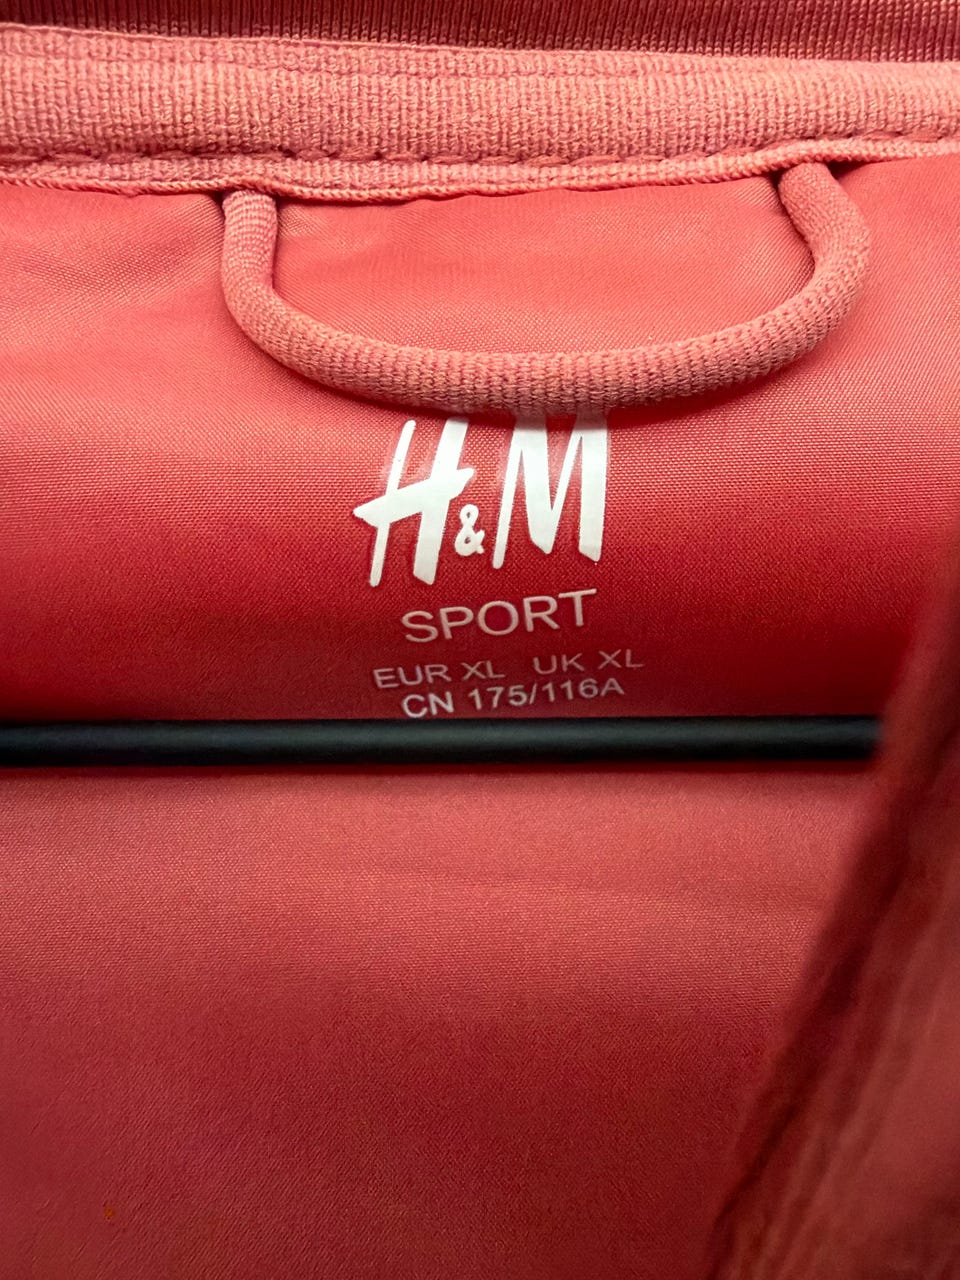 H&M
SPORT
EUR XL UK XL
CN 175/116A